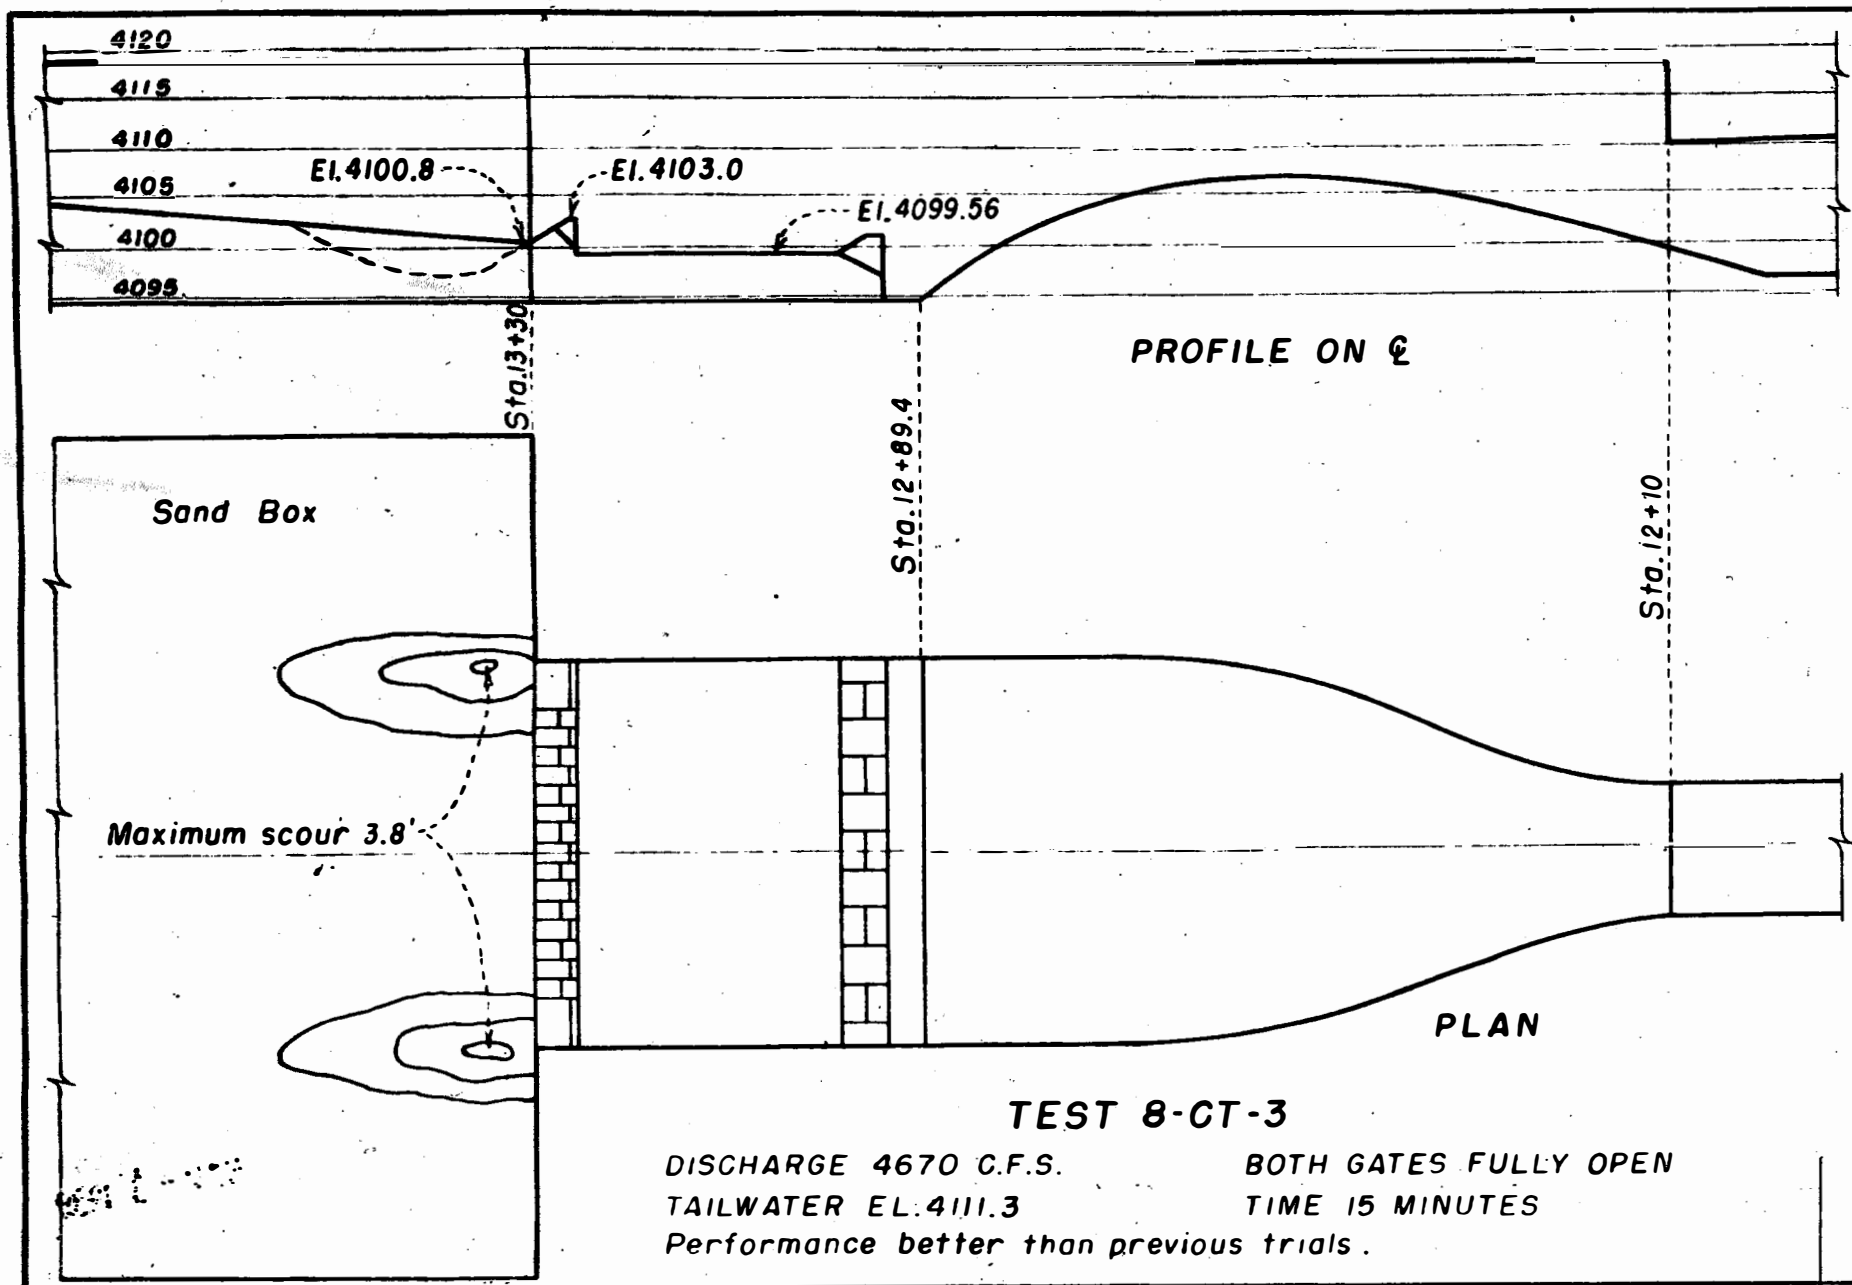 4120
4115
4110
4105
4100
4095
El.4100.8
El.4103.0
El.4099.56
Sta.13+30
Sta.12+89.4
Sta.12+10
PROFILE ON ℄
Sand Box
Maximum scour 3.8'
PLAN
TEST 8-CT-3
DISCHARGE 4670 C.F.S.
BOTH GATES FULLY OPEN
TAILWATER EL.4111.3
TIME 15 MINUTES
Performance better than previous trials.